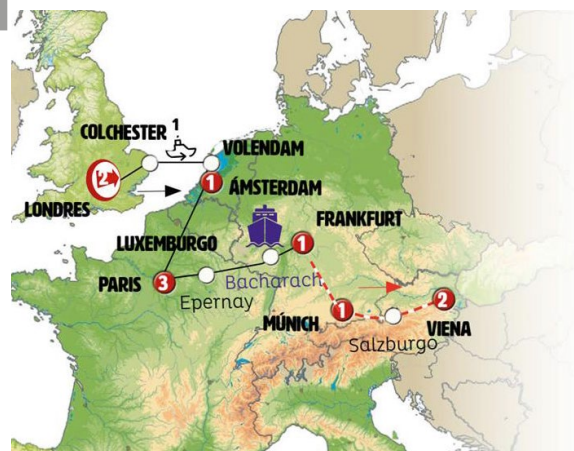 COLCHESTER
1
VOLENDAM
2
1
ÁMSTERDAM
LONDRES
FRANKFURT
LUXEMBURGO
1
PARIS
3
Bacharach
Epernay
1
2
MÚNICH
VIENA
Salzburgo